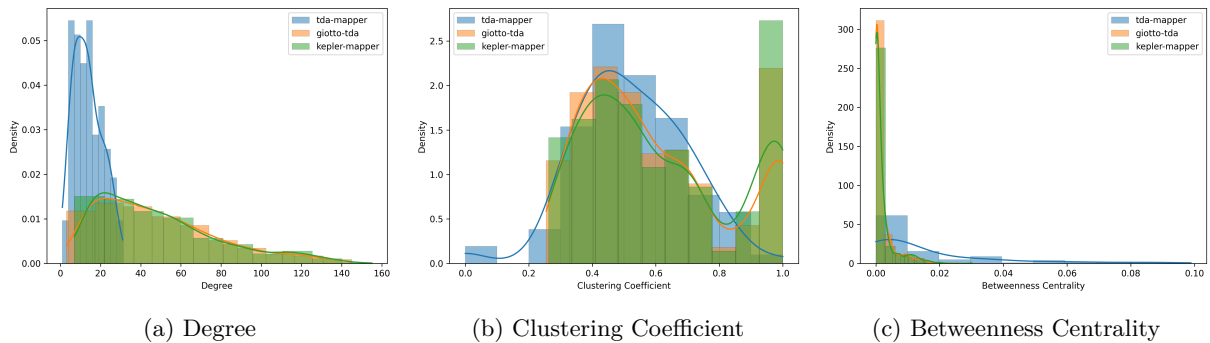 tda-mapper
giotto-tda
kepler-mapper
Density
0.05
0.04
0.03
0.02
0.01
0.00
0
20
40
60
80
100
120
140
160
Degree
(a) Degree
tda-mapper
giotto-tda
kepler-mapper
Density
2.5
2.0
1.5
1.0
0.5
0.0
0.0
0.2
0.4
0.6
0.8
1.0
Clustering Coefficient
(b) Clustering Coefficient
tda-mapper
giotto-tda
kepler-mapper
Density
300
250
200
150
100
50
0
0.00
0.02
0.04
0.06
0.08
0.10
Betweenness Centrality
(c) Betweenness Centrality